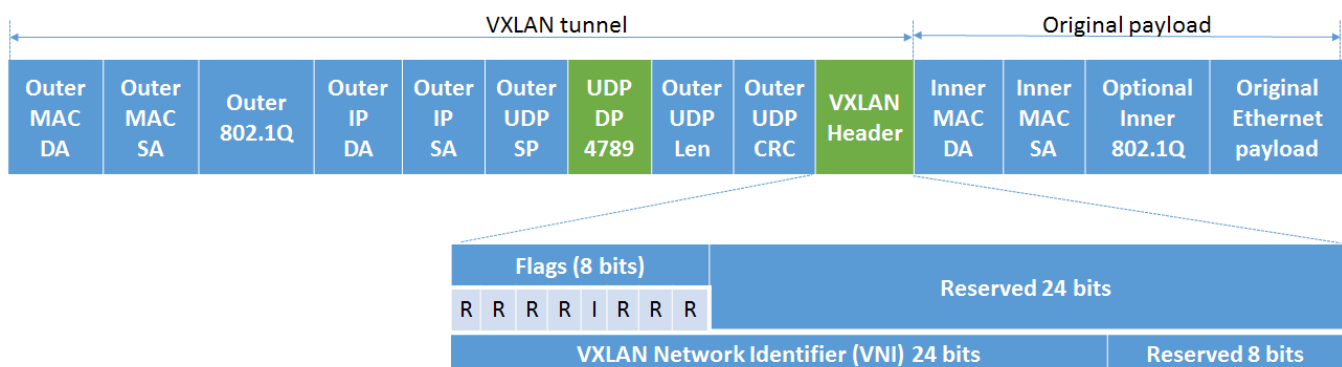 VXLAN tunnel
Original payload
Outer MAC DA
Outer MAC SA
Outer 802.1Q
Outer IP DA
Outer IP SA
Outer UDP SP
UDP DP 4789
Outer UDP Len
Outer UDP CRC
VXLAN Header
Inner MAC DA
Inner MAC SA
Optional Inner 802.1Q
Original Ethernet payload
Flags (8 bits)
Reserved 24 bits
R R R R I R R R
VXLAN Network Identifier (VNI) 24 bits
Reserved 8 bits